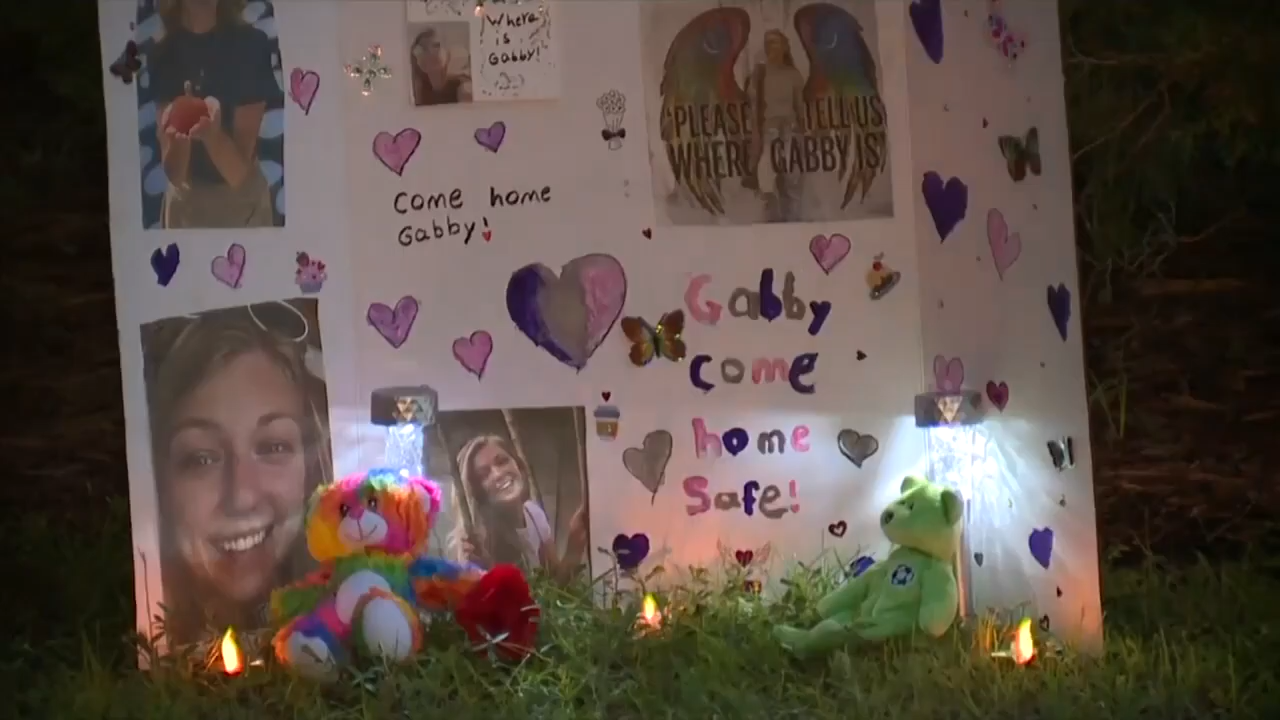 Where
is
Gabby!
"PLEASE TELL US
WHERE GABBY IS"
Come home
Gabby!
Gabby
come
home
Safe!